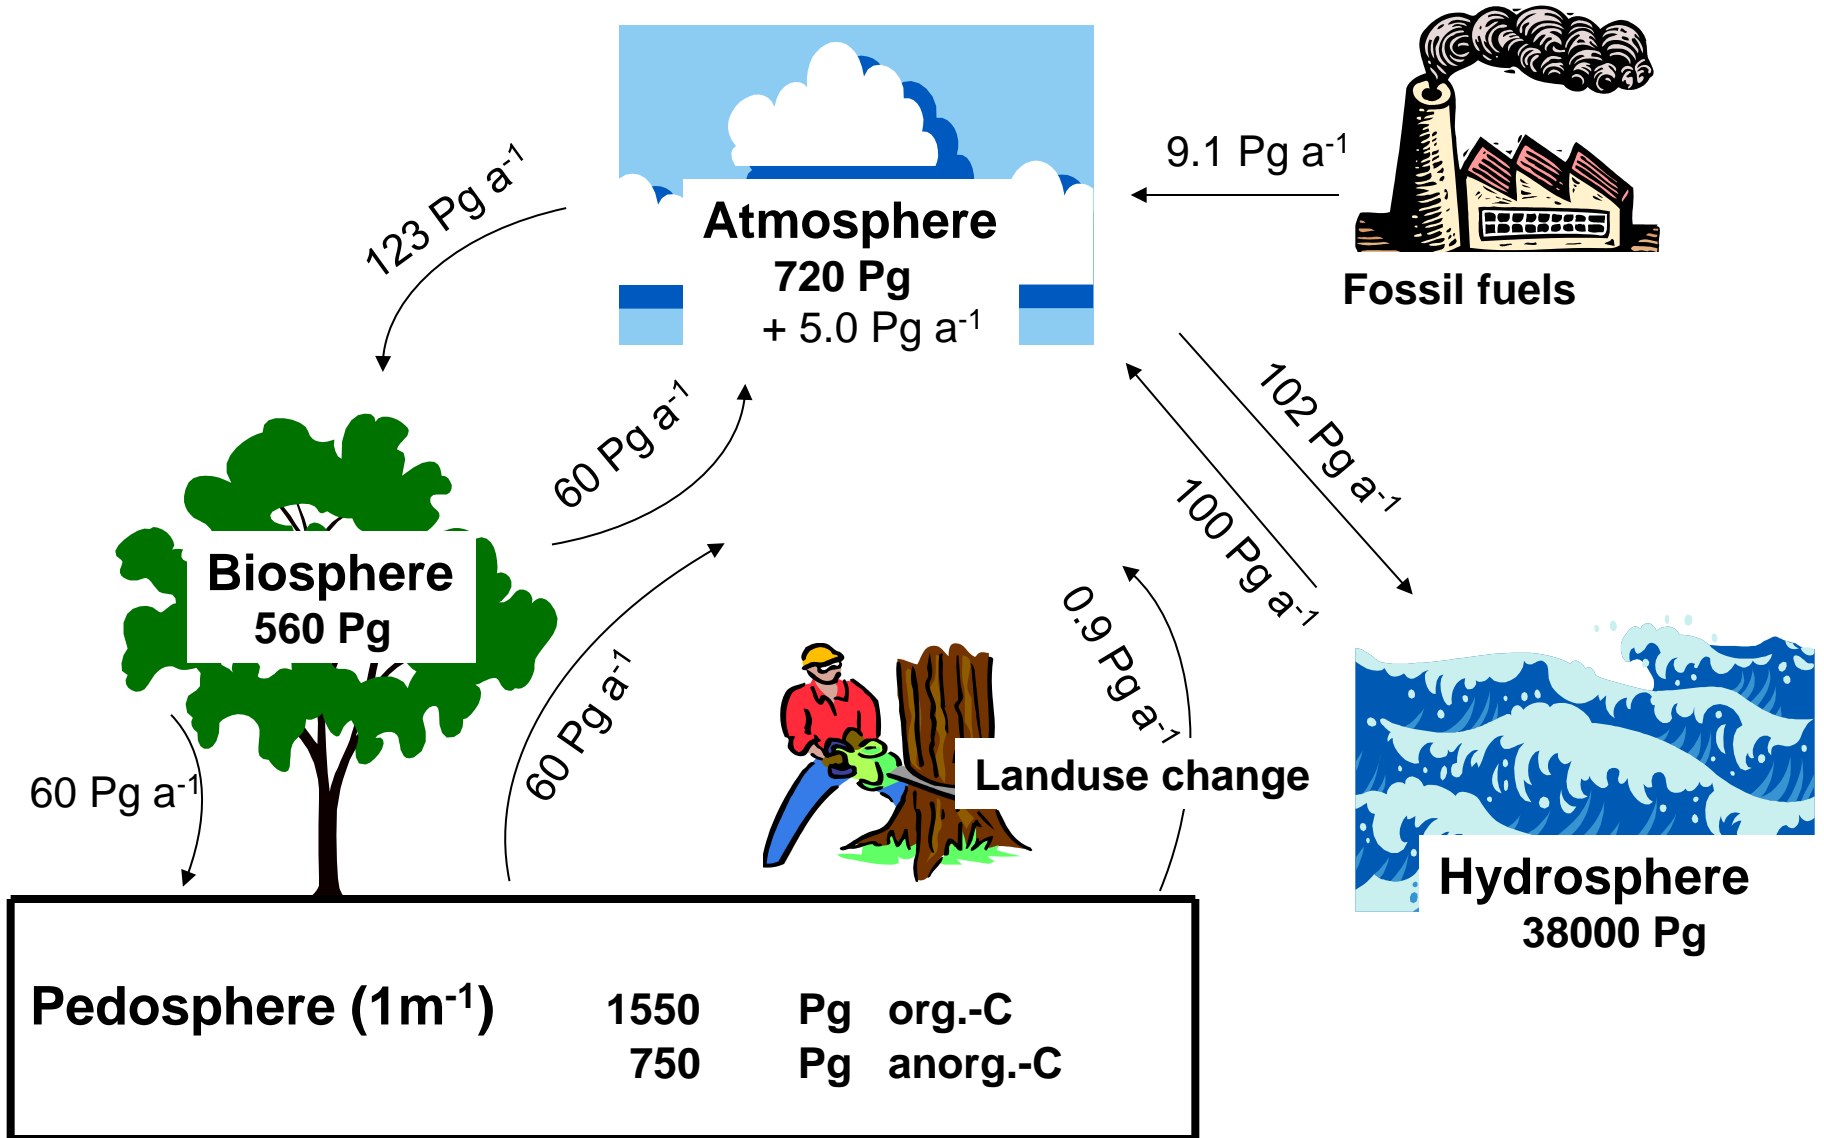 9.1 Pg a⁻¹
123 Pg a⁻¹
Atmosphere
720 Pg
+ 5.0 Pg a⁻¹
Fossil fuels
60 Pg a⁻¹
102 Pg a⁻¹
100 Pg a⁻¹
Biosphere
560 Pg
0.9 Pg a⁻¹
60 Pg a⁻¹
60 Pg a⁻¹
Landuse change
Hydrosphere
38000 Pg
Pedosphere (1m⁻¹) 1550 Pg org.-C
750 Pg anorg.-C